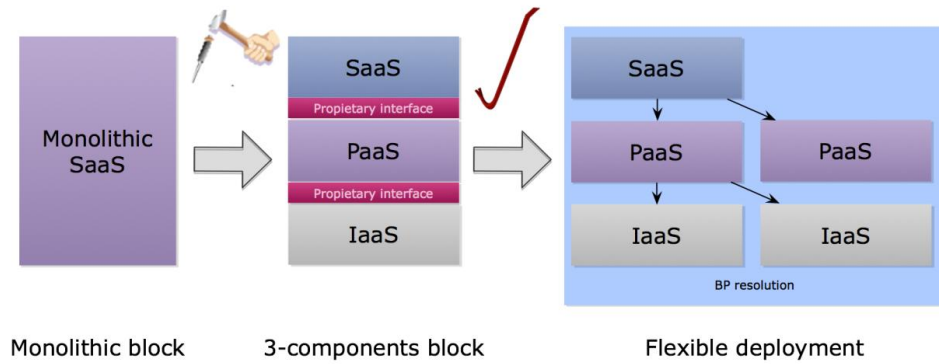 Monolithic
SaaS
SaaS
Propietary interface
PaaS
Propietary interface
IaaS
SaaS
PaaS
PaaS
IaaS
IaaS
BP resolution
Monolithic block
3-components block
Flexible deployment